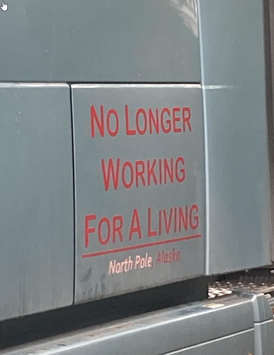 No Longer
Working
For A Living
North Pole Alaska